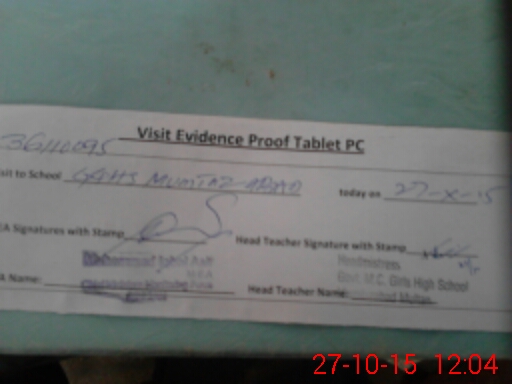 Visit Evidence Proof Tablet PC
36110095
sit to School GGHS MUMTAZ ABAD today on 27-X-15
EA Signatures with Stamp Head Teacher Signature with Stamp
Headmistress
M.E.A Govt. M.C. Girls High School
A Name: Head Teacher Name: Multan
27-10-15 12:04